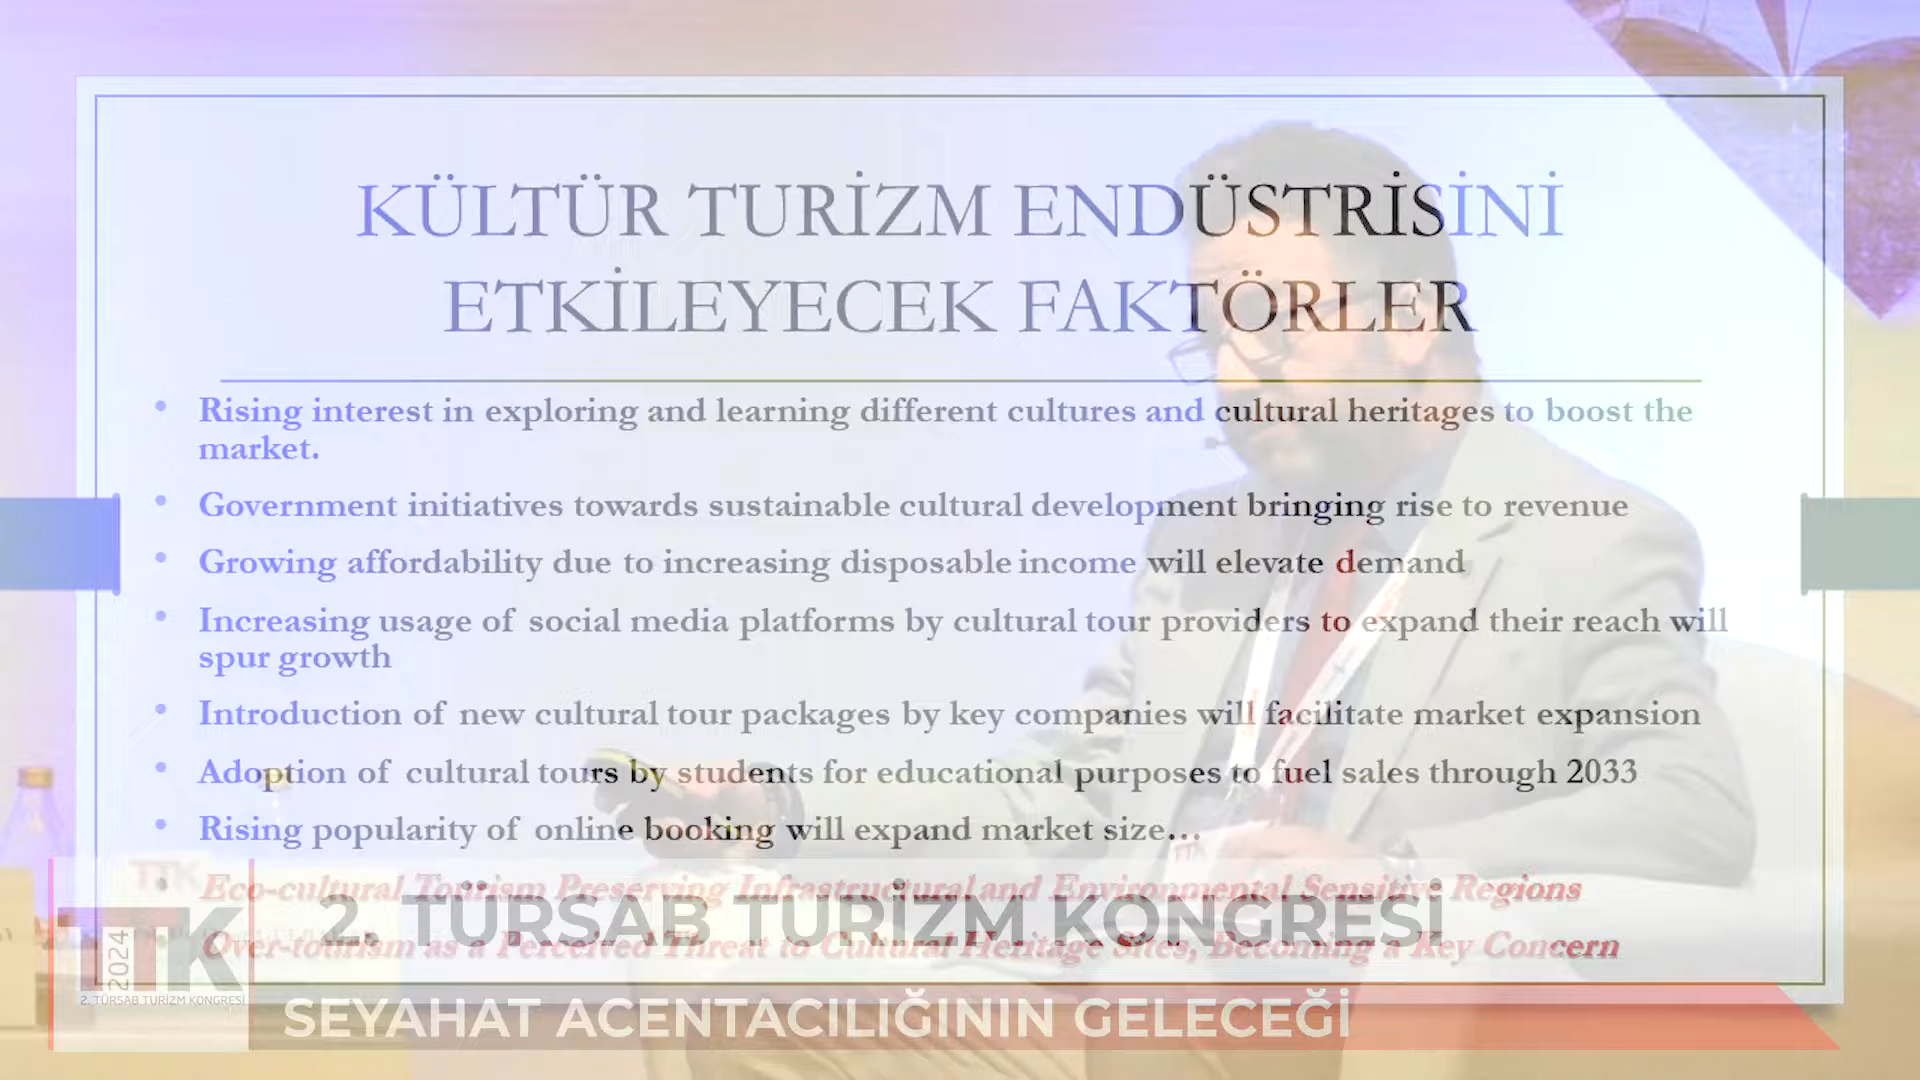 KÜLTÜR TURİZM ENDÜSTRİSİNİ
ETKİLEYECEK FAKTÖRLER
• Rising interest in exploring and learning different cultures and cultural heritages to boost the
market.
• Government initiatives towards sustainable cultural development bringing rise to revenue
• Growing affordability due to increasing disposable income will elevate demand
• Increasing usage of social media platforms by cultural tour providers to expand their reach will
spur growth
• Introduction of new cultural tour packages by key companies will facilitate market expansion
• Adoption of cultural tours by students for educational purposes to fuel sales through 2033
• Rising popularity of online booking will expand market size...
• Eco-cultural Tourism Preserving Infrastructural and Environmental Sensitive Regions
• Over-tourism as a Perceived Threat to Cultural Heritage Sites, Becoming a Key Concern
2. TÜRSAB TURİZM KONGRESİ
TTK
2024
2. TÜRSAB TURİZM KONGRESİ
SEYAHAT ACENTACILIĞININ GELECEĞİ